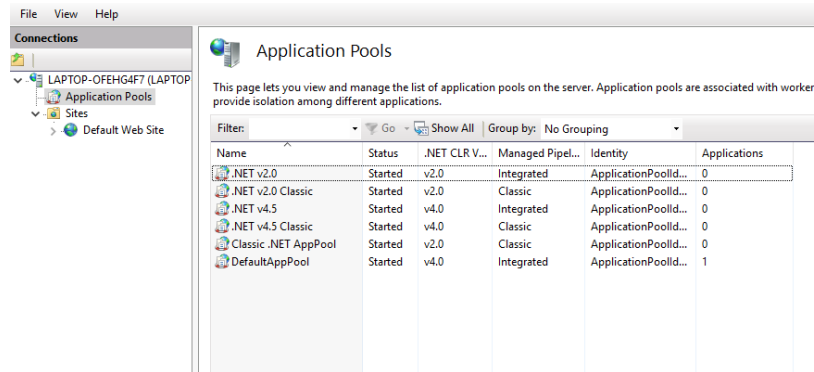 File View Help
Connections
LAPTOP-OFEHG4F7 (LAPTOP
Application Pools
Sites
Default Web Site
Application Pools
This page lets you view and manage the list of application pools on the server. Application pools are associated with worker
provide isolation among different applications.
Filter: Go Show All Group by: No Grouping
Name Status .NET CLR V... Managed Pipel... Identity Applications
.NET v2.0 Started v2.0 Integrated ApplicationPoolId... 0
.NET v2.0 Classic Started v2.0 Classic ApplicationPoolId... 0
.NET v4.5 Started v4.0 Integrated ApplicationPoolId... 0
.NET v4.5 Classic Started v4.0 Classic ApplicationPoolId... 0
Classic .NET AppPool Started v2.0 Classic ApplicationPoolId... 0
DefaultAppPool Started v4.0 Integrated ApplicationPoolId... 1